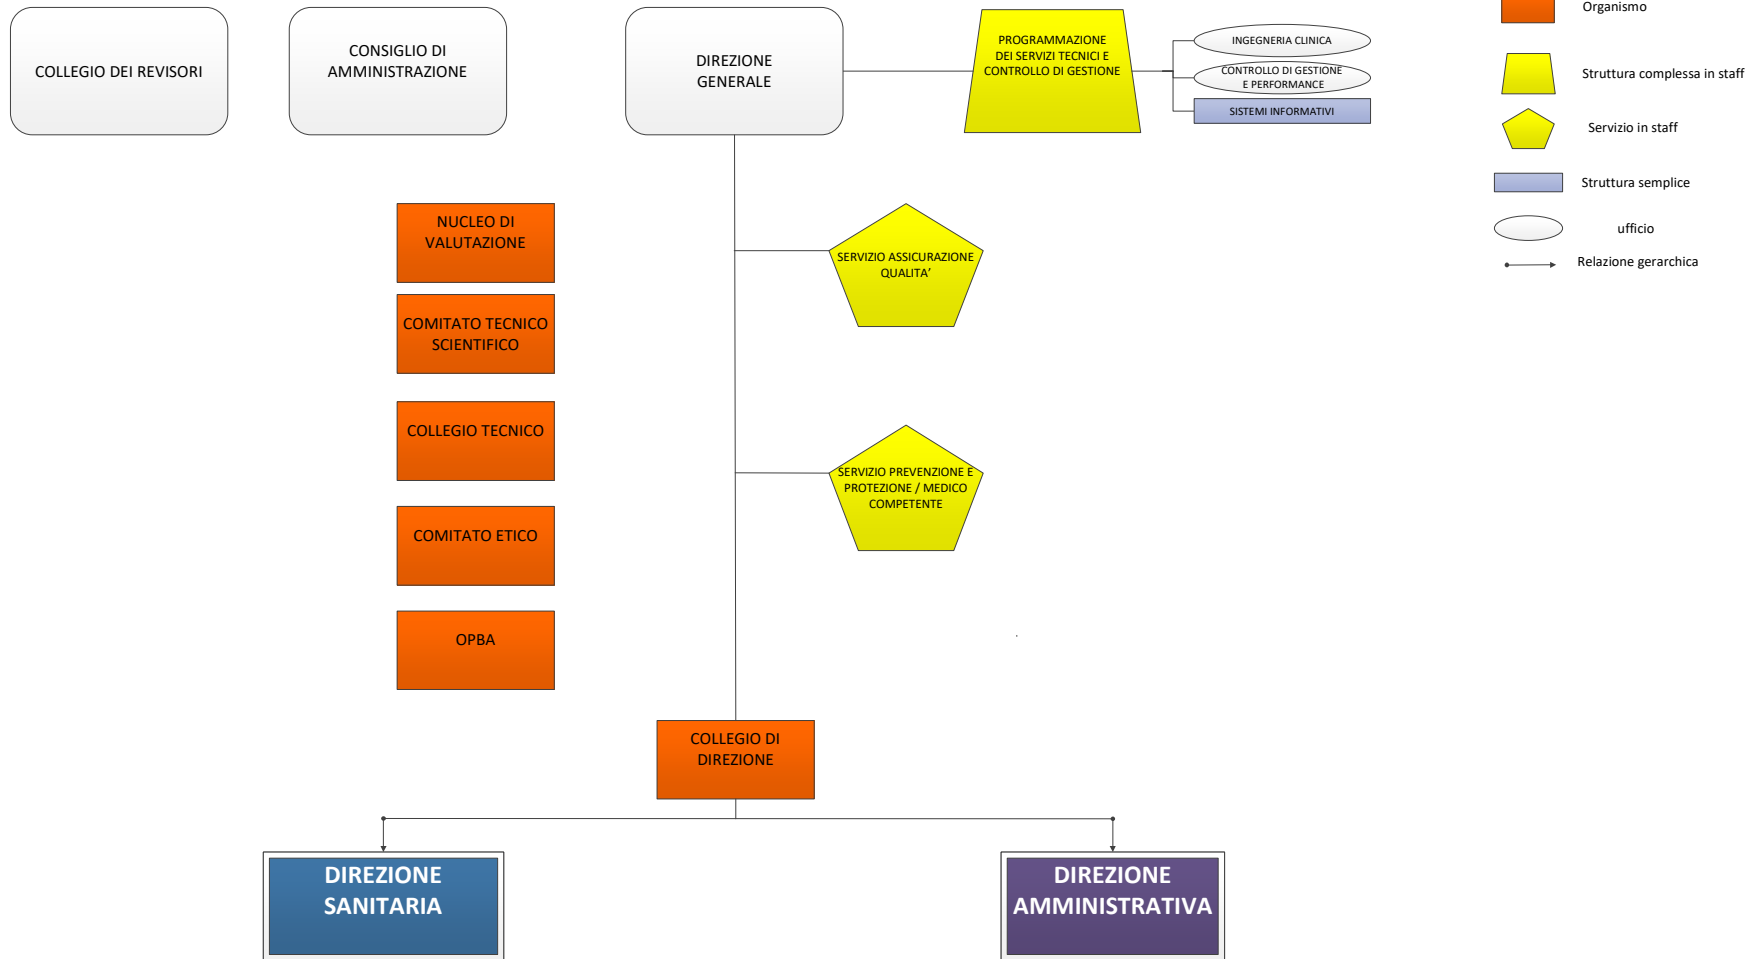 COLLEGIO DEI REVISORI
CONSIGLIO DI
AMMINISTRAZIONE
DIREZIONE
GENERALE
PROGRAMMAZIONE
DEI SERVIZI TECNICI E
CONTROLLO DI GESTIONE
INGEGNERIA CLINICA
CONTROLLO DI GESTIONE
E PERFORMANCE
SISTEMI INFORMATIVI
Organismo
Struttura complessa in staff
Servizio in staff
Struttura semplice
ufficio
Relazione gerarchica
NUCLEO DI
VALUTAZIONE
COMITATO TECNICO
SCIENTIFICO
COLLEGIO TECNICO
COMITATO ETICO
OPBA
SERVIZIO ASSICURAZIONE
QUALITA’
SERVIZIO PREVENZIONE E
PROTEZIONE / MEDICO
COMPETENTE
COLLEGIO DI
DIREZIONE
DIREZIONE
SANITARIA
DIREZIONE
AMMINISTRATIVA